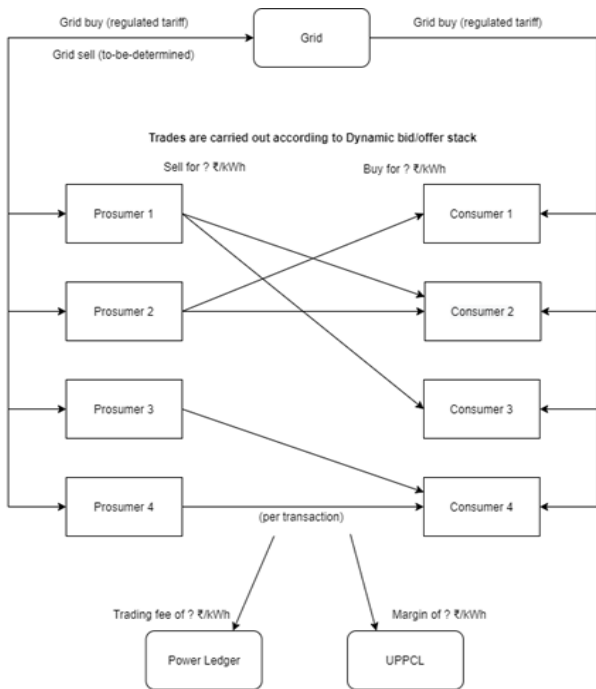 Grid buy (regulated tariff)
Grid
Grid buy (regulated tariff)
Grid sell (to-be-determined)
Trades are carried out according to Dynamic bid/offer stack
Sell for ? ₹/kWh
Buy for ? ₹/kWh
Prosumer 1
Consumer 1
Prosumer 2
Consumer 2
Prosumer 3
Consumer 3
Prosumer 4
Consumer 4
(per transaction)
Trading fee of ? ₹/kWh
Margin of ? ₹/kWh
Power Ledger
UPPCL